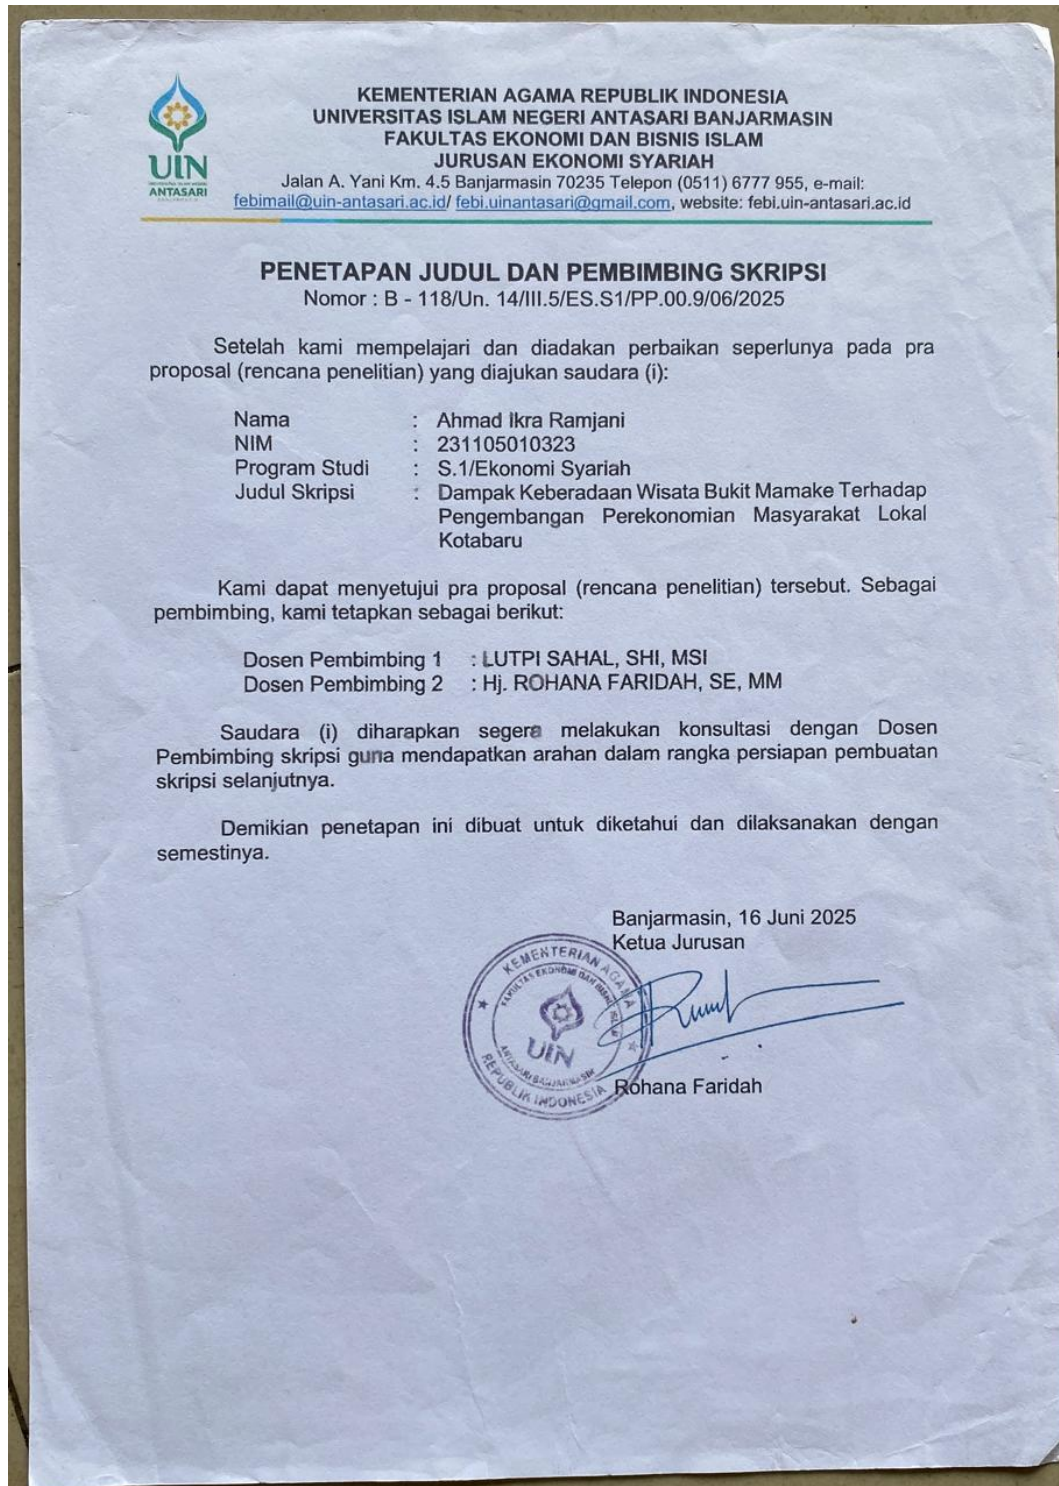 KEMENTERIAN AGAMA REPUBLIK INDONESIA
UNIVERSITAS ISLAM NEGERI ANTASARI BANJARMASIN
FAKULTAS EKONOMI DAN BISNIS ISLAM
JURUSAN EKONOMI SYARIAH
Jalan A. Yani Km. 4.5 Banjarmasin 70235 Telepon (0511) 6777 955, e-mail:
febimail@uin-antasari.ac.id/ febi.uinantasari@gmail.com, website: febi.uin-antasari.ac.id
UIN
ANTASARI
PENETAPAN JUDUL DAN PEMBIMBING SKRIPSI
Nomor : B - 118/Un. 14/III.5/ES.S1/PP.00.9/06/2025
Setelah kami mempelajari dan diadakan perbaikan seperlunya pada pra
proposal (rencana penelitian) yang diajukan saudara (i):
Nama : Ahmad Ikra Ramjani
NIM : 231105010323
Program Studi : S.1/Ekonomi Syariah
Judul Skripsi : Dampak Keberadaan Wisata Bukit Mamake Terhadap
Pengembangan Perekonomian Masyarakat Lokal
Kotabaru
Kami dapat menyetujui pra proposal (rencana penelitian) tersebut. Sebagai
pembimbing, kami tetapkan sebagai berikut:
Dosen Pembimbing 1 : LUTPI SAHAL, SHI, MSI
Dosen Pembimbing 2 : Hj. ROHANA FARIDAH, SE, MM
Saudara (i) diharapkan segera melakukan konsultasi dengan Dosen
Pembimbing skripsi guna mendapatkan arahan dalam rangka persiapan pembuatan
skripsi selanjutnya.
Demikian penetapan ini dibuat untuk diketahui dan dilaksanakan dengan
semestinya.
Banjarmasin, 16 Juni 2025
Ketua Jurusan
KEMENTERIAN AGAMA
FAKULTAS EKONOMI DAN BISNIS ISLAM
UIN
ANTASARI BANJARMASIN
REPUBLIK INDONESIA
Rohana Faridah